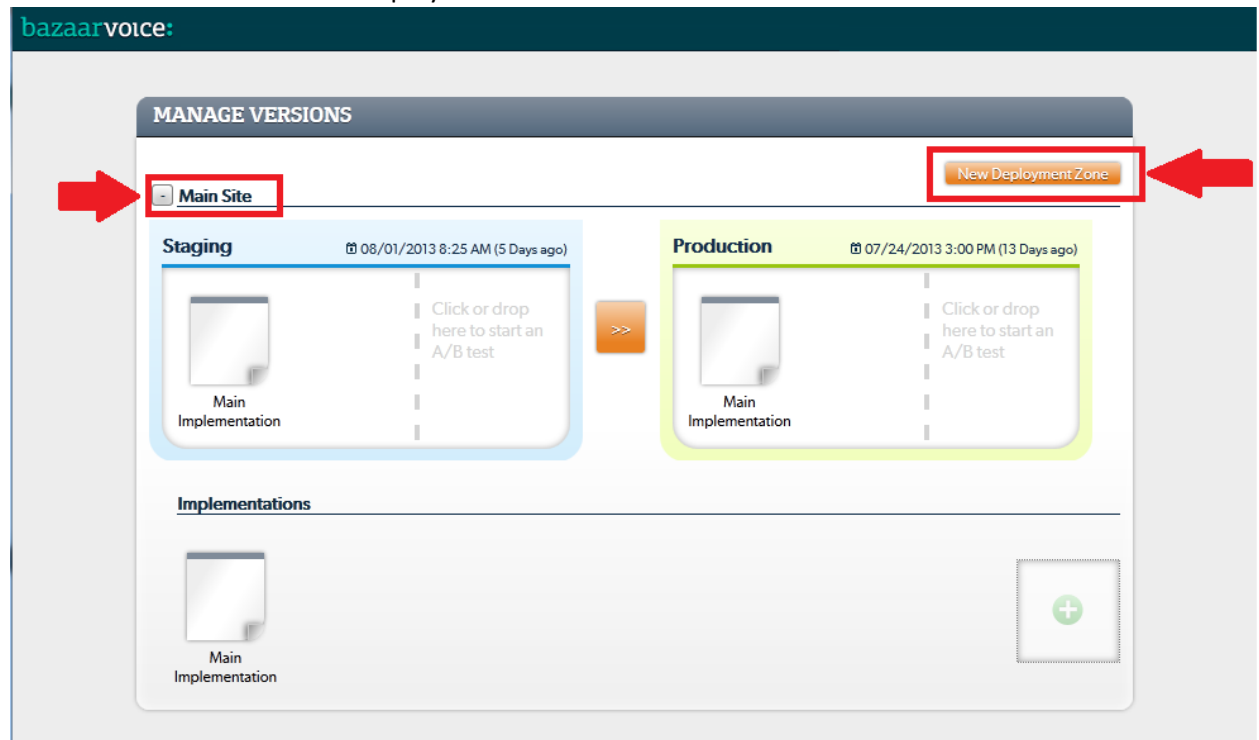 bazaarvoice:
MANAGE VERSIONS
New Deployment Zone
- Main Site
Staging 08/01/2013 8:25 AM (5 Days ago)
Production 07/24/2013 3:00 PM (13 Days ago)
Click or drop
here to start an
A/B test
Main
Implementation
>>
Click or drop
here to start an
A/B test
Main
Implementation
Implementations
Main
Implementation